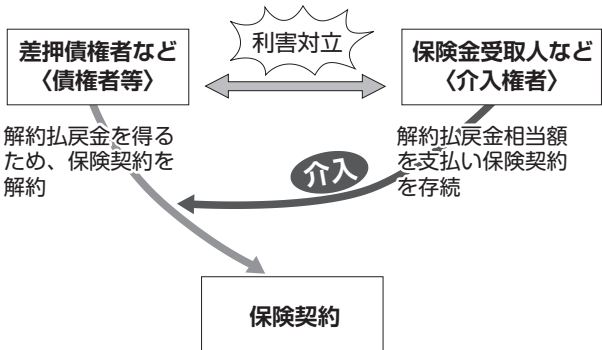 差押債権者など
〈債権者等〉
利害対立
保険金受取人など
〈介入権者〉
解約払戻金を得る
ため、保険契約を
解約
介入
解約払戻金相当額
を支払い保険契約
を存続
保険契約